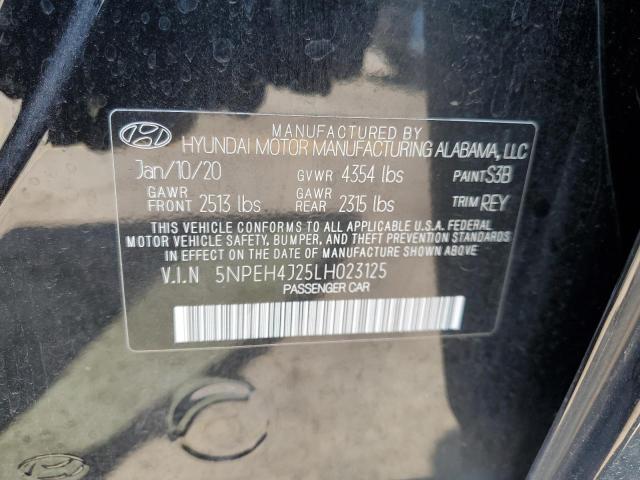 MANUFACTURED BY
HYUNDAI MOTOR MANUFACTURING ALABAMA, LLC
Jan/10/20 GVWR 4354 lbs PAINT S3B
GAWR FRONT 2513 lbs GAWR REAR 2315 lbs TRIM REY
THIS VEHICLE CONFORMS TO ALL APPLICABLE U.S.A. FEDERAL
MOTOR VEHICLE SAFETY, BUMPER, AND THEFT PREVENTION STANDARDS
IN EFFECT ON THE DATE OF MANUFACTURE SHOWN ABOVE
V.I.N 5NPEH4J25LH023125
PASSENGER CAR